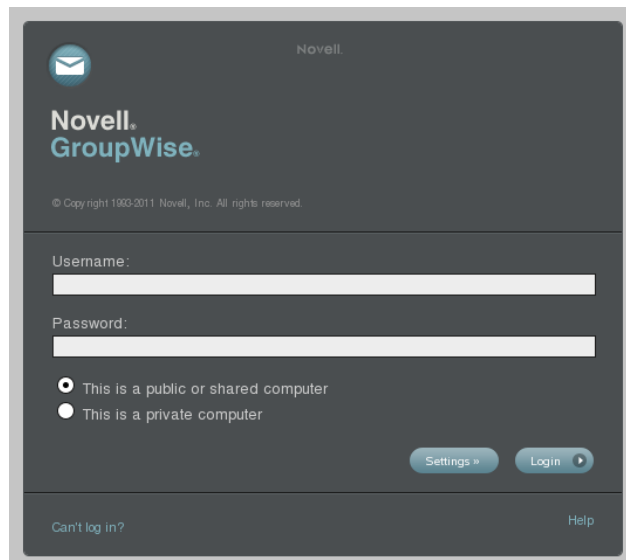 Novell.
Novell®
GroupWise®
© Copyright 1993-2011 Novell, Inc. All rights reserved.
Username:
Password:
This is a public or shared computer
This is a private computer
Settings »
Login
Can't log in?
Help